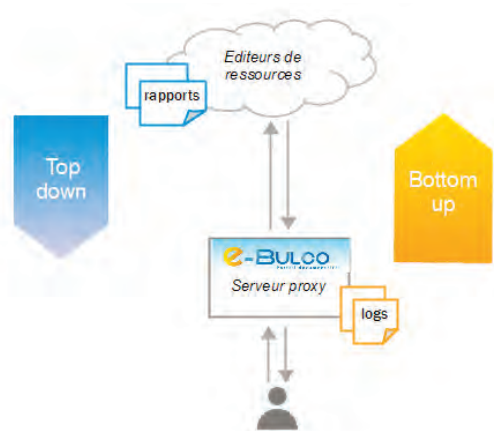 Editeurs de
ressources
rapports
Top
down
Bottom
up
e-BULCO
Serveur proxy
logs